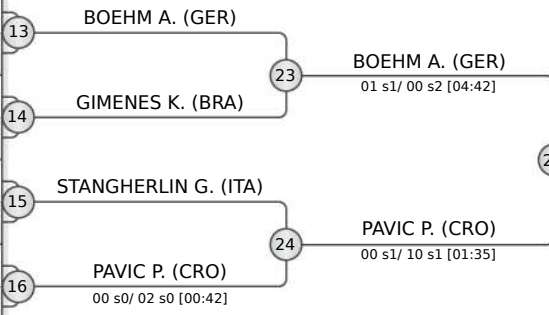 13
BOEHM A. (GER)
23
BOEHM A. (GER)
01 s1/ 00 s2 [04:42]
14
GIMENES K. (BRA)
15
STANGHERLIN G. (ITA)
24
PAVIC P. (CRO)
00 s1/ 10 s1 [01:35]
16
PAVIC P. (CRO)
00 s0/ 02 s0 [00:42]